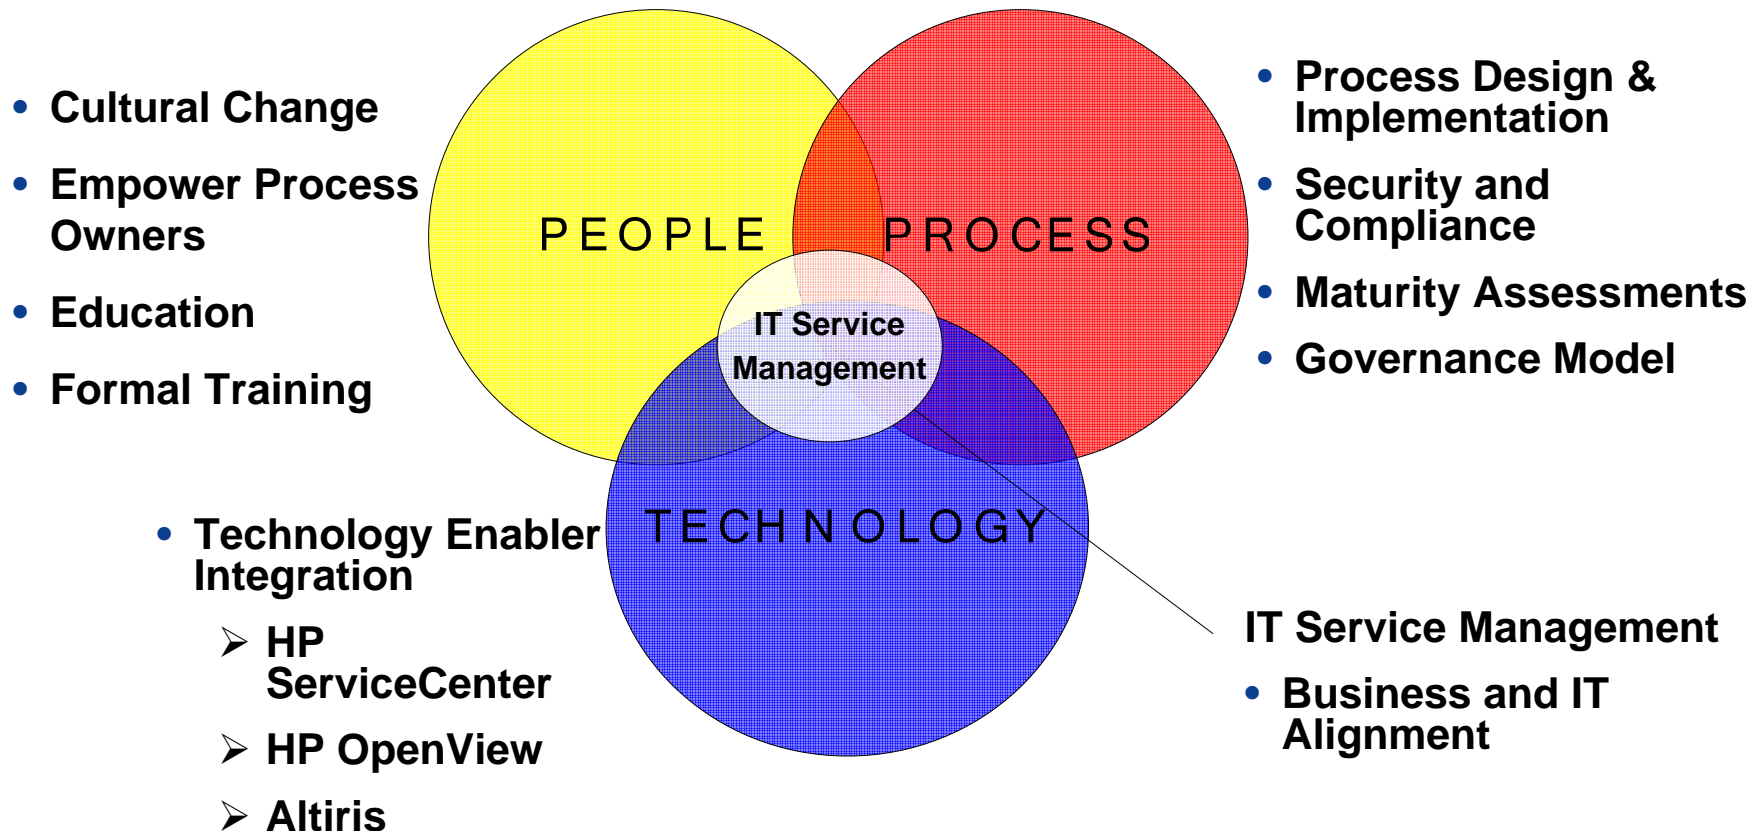 • Cultural Change
• Empower Process
Owners
• Education
• Formal Training
PEOPLE
PROCESS
IT Service
Management
TECHNOLOGY
• Process Design &
Implementation
• Security and
Compliance
• Maturity Assessments
• Governance Model
• Technology Enabler
Integration
➢ HP
ServiceCenter
➢ HP OpenView
➢ Altiris
IT Service Management
• Business and IT
Alignment